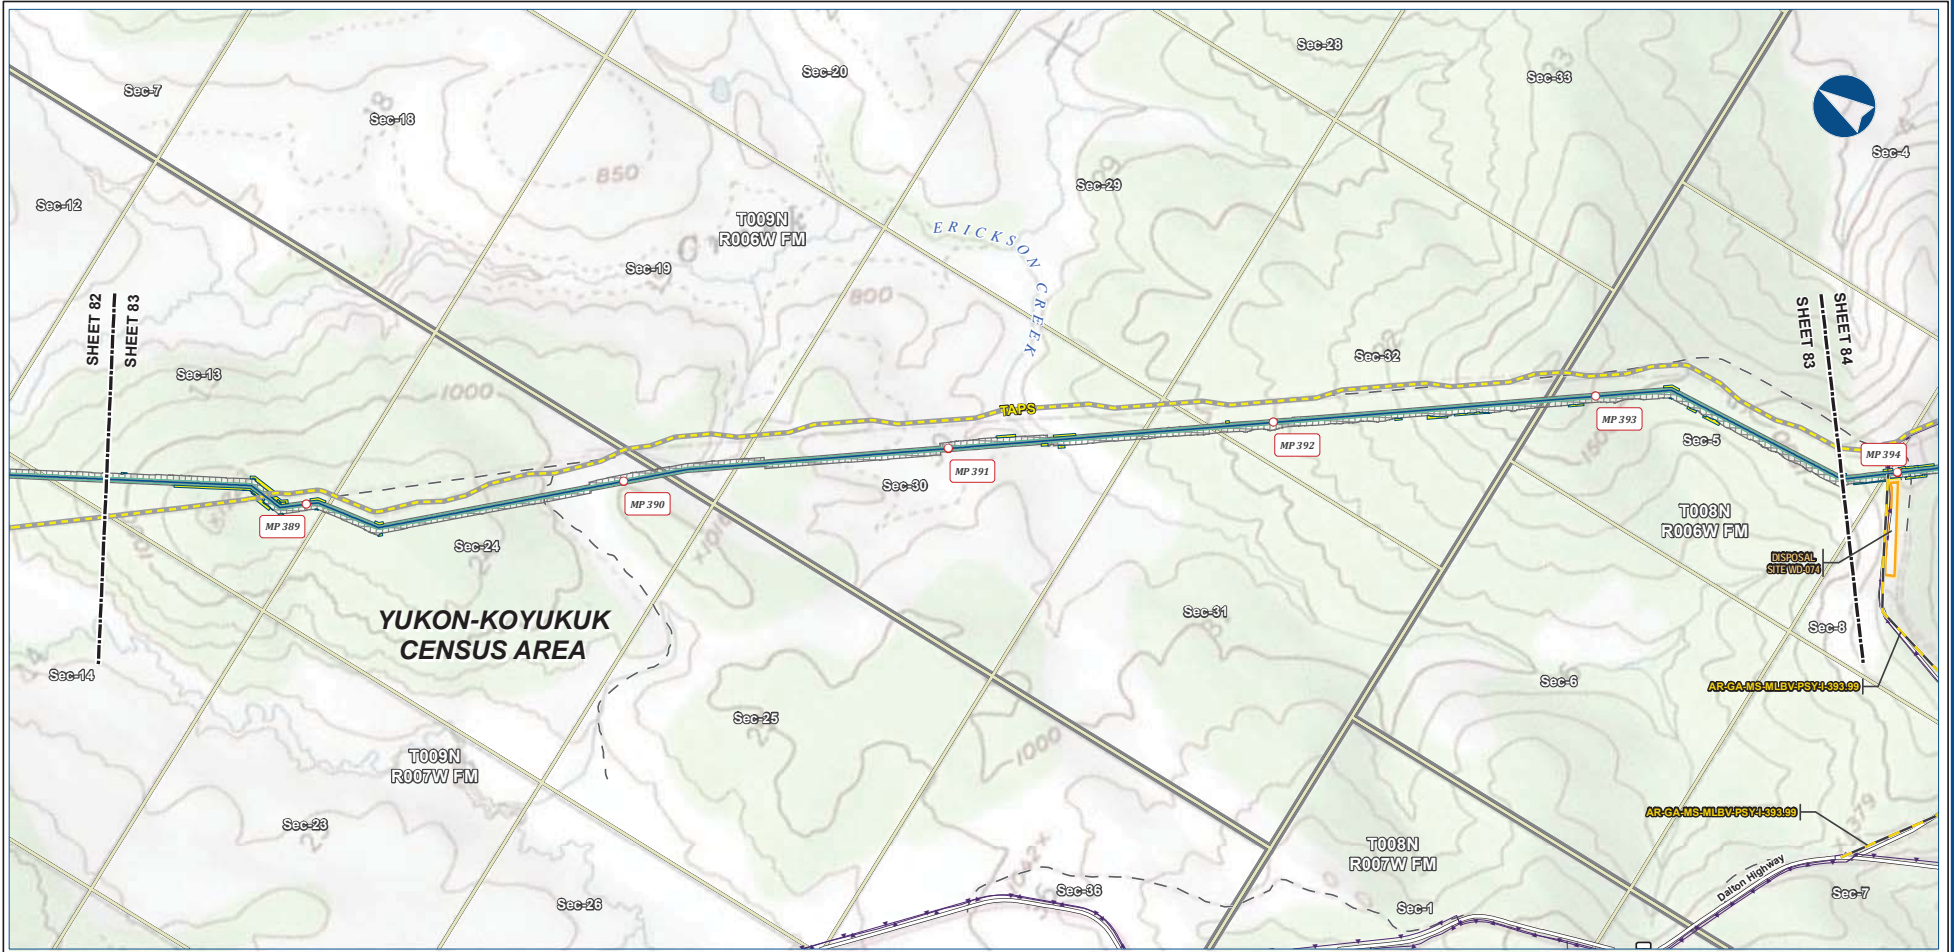 Sec-28
Sec-20
Sec-33
Sec-7
18
Sec-18
Sec-4
850
Sec-29
Sec-12
T009N
R006W FM
ERICKSON CREEK
Sec-19
800
SHEET 82
SHEET 83
SHEET 83
SHEET 84
Sec-32
Sec-13
1000
TAPS
MP 393
Sec-5
MP 392
MP 394
MP 391
Sec-30
MP 390
MP 389
T008N
R006W FM
Sec-24
DISPOSAL
SITE WD-074
YUKON-KOYUKUK
CENSUS AREA
Sec-31
Sec-8
Sec-14
Sec-6
AR-GA-MS-MLBV-PSY-I-393.99
Sec-25
25
1000
T009N
R007W FM
AR-GA-MS-MLBV-PSY-I-393.99
Sec-23
T008N
R007W FM
1379
Dalton Highway
Sec-36
Sec-7
Sec-26
Sec-1